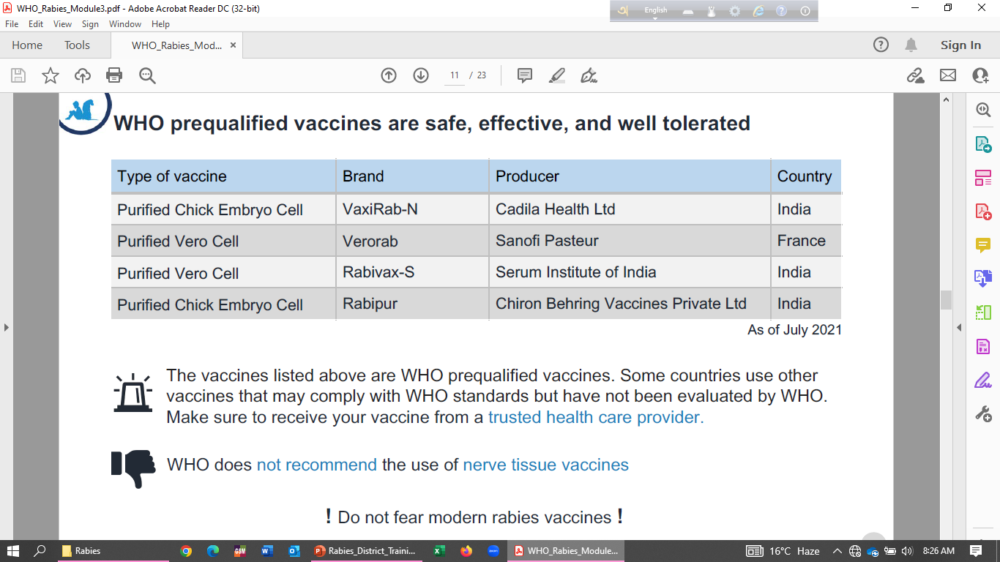 WHO_Rabies_Module3.pdf - Adobe Acrobat Reader DC (32-bit)
English
File Edit View Sign Window Help
Home Tools WHO_Rabies_Mod... × Sign In
11 / 23
WHO prequalified vaccines are safe, effective, and well tolerated
Type of vaccine Brand Producer Country
Purified Chick Embryo Cell VaxiRab-N Cadila Health Ltd India
Purified Vero Cell Verorab Sanofi Pasteur France
Purified Vero Cell Rabivax-S Serum Institute of India India
Purified Chick Embryo Cell Rabipur Chiron Behring Vaccines Private Ltd India
As of July 2021
The vaccines listed above are WHO prequalified vaccines. Some countries use other
vaccines that may comply with WHO standards but have not been evaluated by WHO.
Make sure to receive your vaccine from a trusted health care provider.
WHO does not recommend the use of nerve tissue vaccines
! Do not fear modern rabies vaccines !
Rabies GSM Rabies_District_Traini... zoom WHO_Rabies_Module... 16°C Haze 8:26 AM